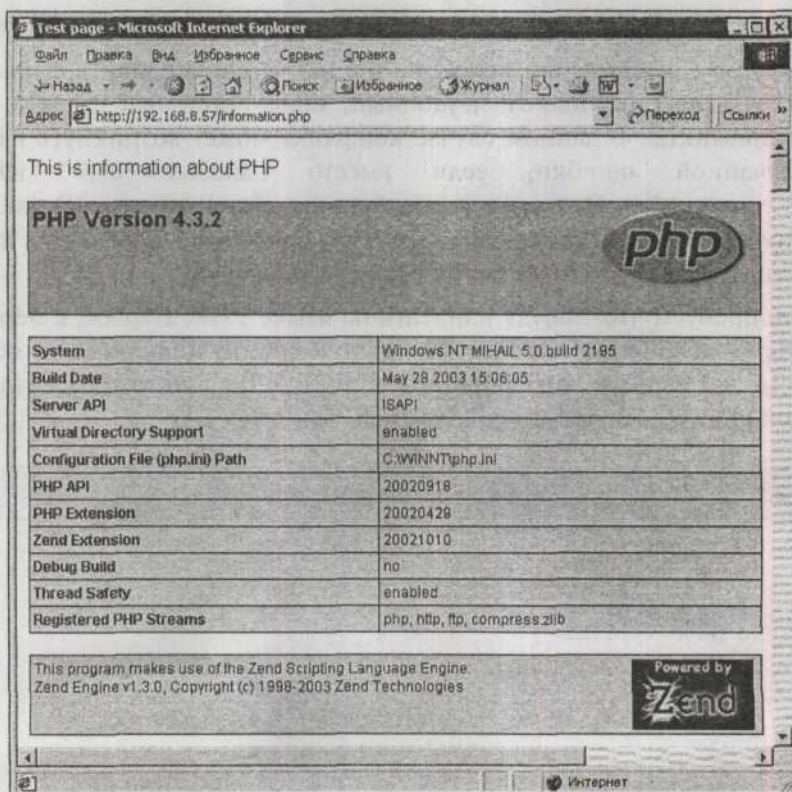 Test page - Microsoft Internet Explorer
Файл Правка Вид Избранное Сервис Справка
Назад Поиск Избранное Журнал
Адрес http://192.168.8.57/information.php Переход Ссылки »
This is information about PHP
PHP Version 4.3.2
php
System Windows NT MIHAIL 5.0 build 2195
Build Date May 28 2003 15:06:05
Server API ISAPI
Virtual Directory Support enabled
Configuration File (php.ini) Path C:\WINNT\php.ini
PHP API 20020918
PHP Extension 20020429
Zend Extension 20021010
Debug Build no
Thread Safety enabled
Registered PHP Streams php, http, ftp, compress.zlib
This program makes use of the Zend Scripting Language Engine:
Zend Engine v1.3.0, Copyright (c) 1998-2003 Zend Technologies
Powered by
Zend
Интернет